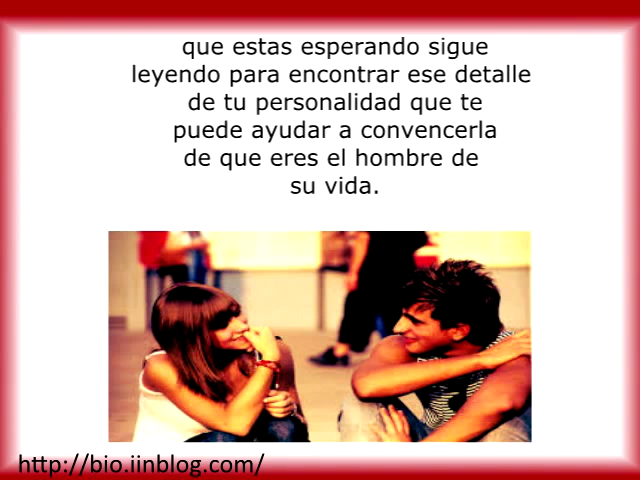 que estas esperando sigue
leyendo para encontrar ese detalle
de tu personalidad que te
puede ayudar a convencerla
de que eres el hombre de
su vida.
http://bio.iinblog.com/